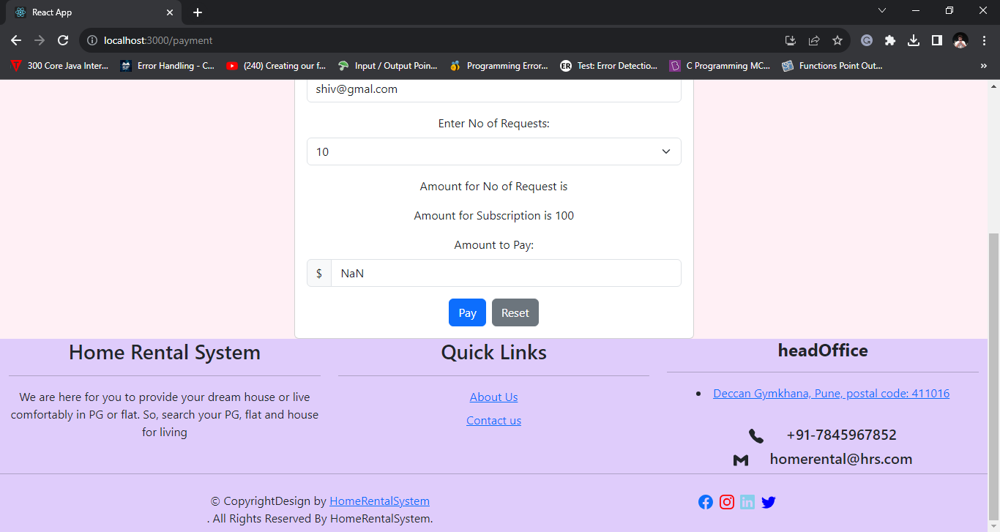 React App
localhost:3000/payment
300 Core Java Inter...
Error Handling - C...
(240) Creating our f...
Input / Output Poin...
Programming Error...
ER
Test: Error Detectio...
C Programming MC...
Functions Point Out...
»
shiv@gmal.com
Enter No of Requests:
10
Amount for No of Request is
Amount for Subscription is 100
Amount to Pay:
$ NaN
Pay Reset
Home Rental System
We are here for you to provide your dream house or live
comfortably in PG or flat. So, search your PG, flat and house
for living
Quick Links
About Us
Contact us
headOffice
Deccan Gymkhana, Pune, postal code: 411016
+91-7845967852
homerental@hrs.com
© CopyrightDesign by HomeRentalSystem
. All Rights Reserved By HomeRentalSystem.